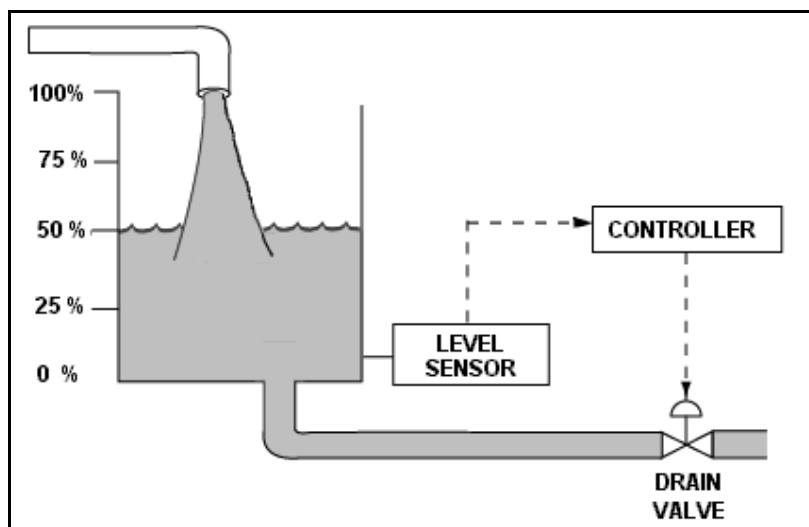 100%
75 %
50 %
25 %
0 %
CONTROLLER
LEVEL
SENSOR
DRAIN
VALVE